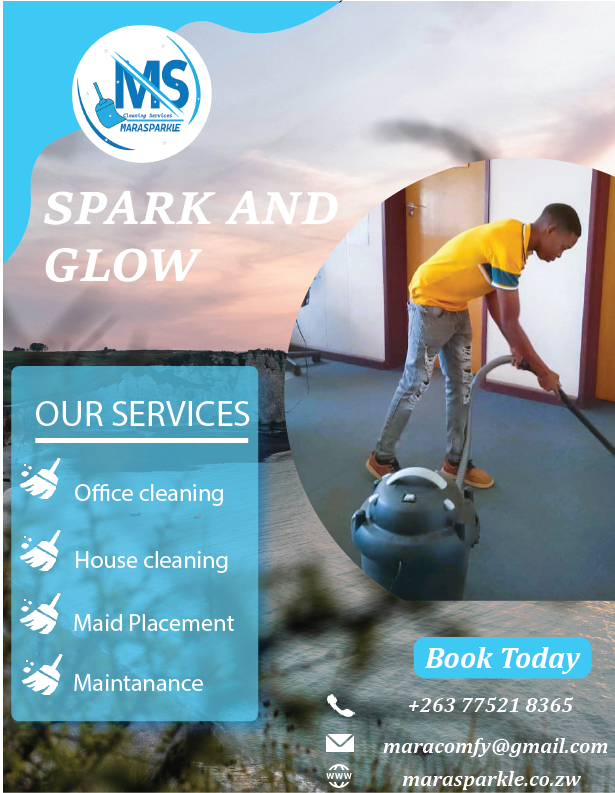 MS
Cleaning Services
MARASPARKLE
SPARK AND
GLOW
OUR SERVICES
Office cleaning
House cleaning
Maid Placement
Maintanance
Book Today
+263 77521 8365
maracomfy@gmail.com
www
marasparkle.co.zw